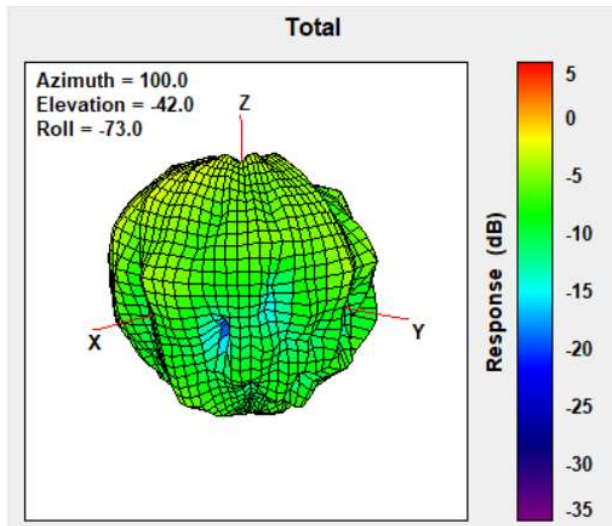 Total
Azimuth = 100.0
Elevation = -42.0
Roll = -73.0
Z
X
Y
Response (dB)
5
0
-5
-10
-15
-20
-25
-30
-35